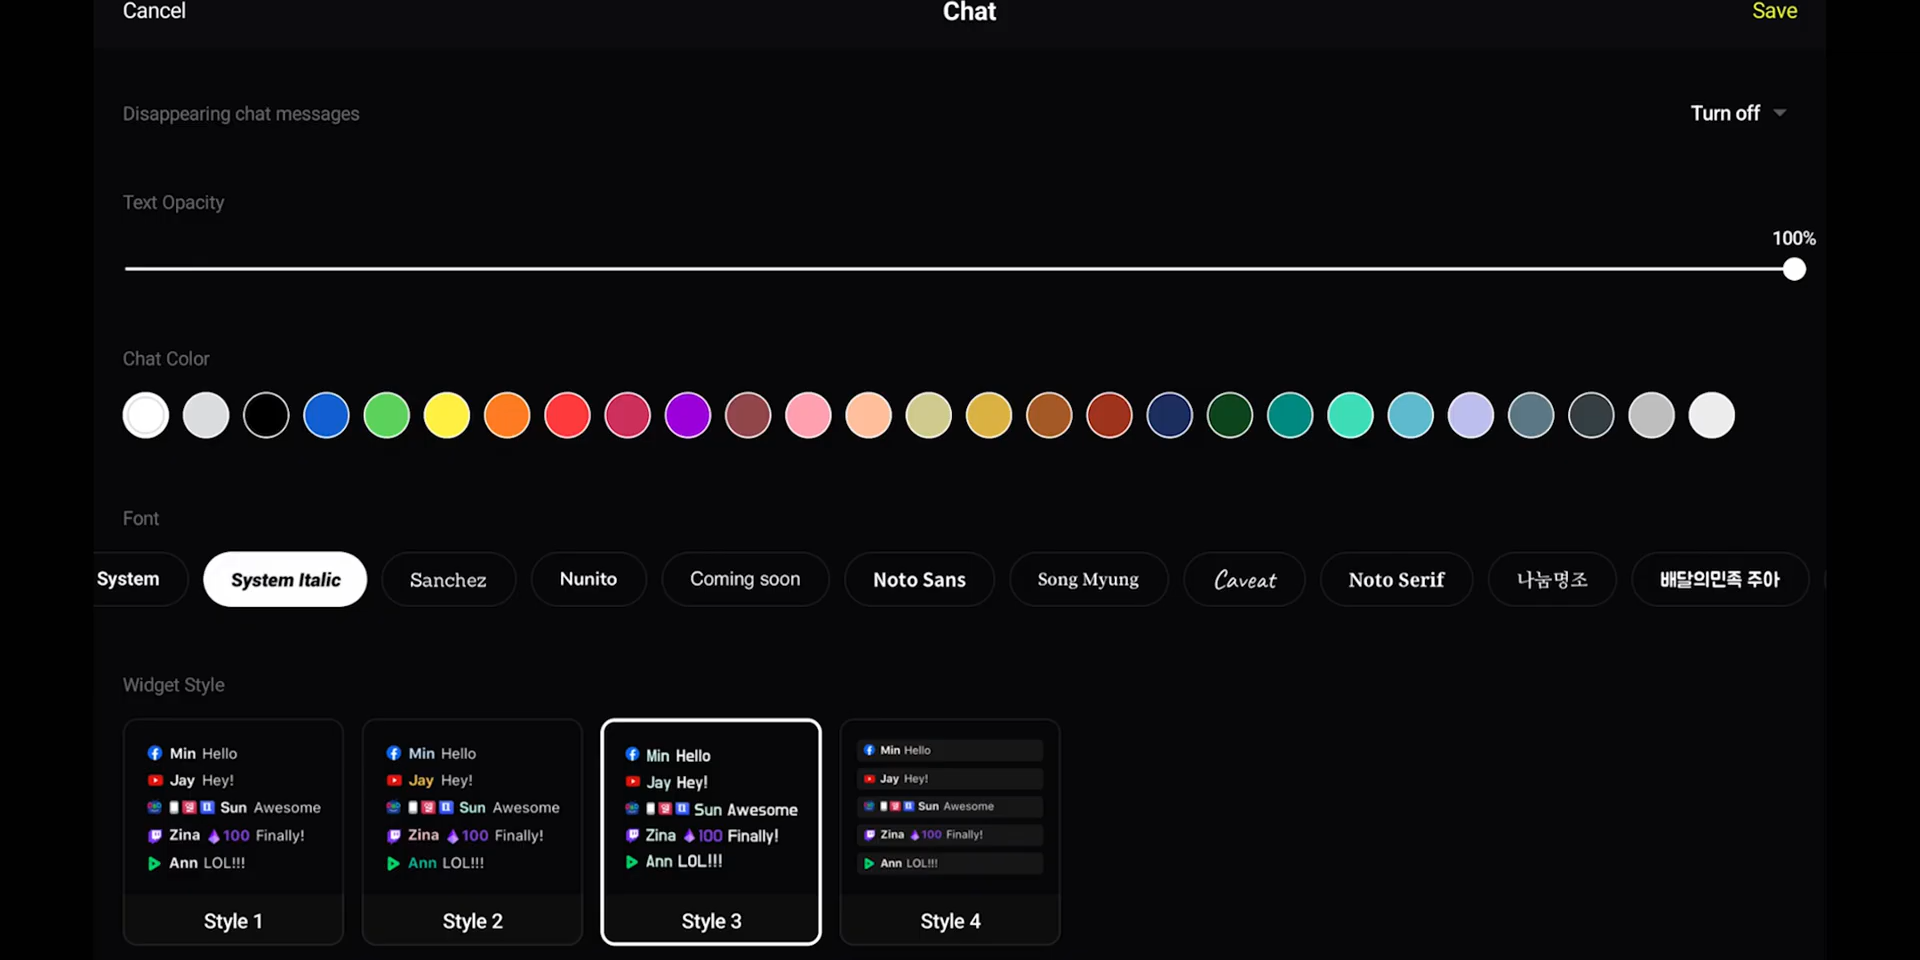 Cancel
Chat
Save
Disappearing chat messages
Turn off
Text Opacity
100%
Chat Color
Font
System
System Italic
Sanchez
Nunito
Coming soon
Noto Sans
Song Myung
Caveat
Noto Serif
나눔명조
배달의민족 주아
Widget Style
Min Hello
Jay Hey!
Sun Awesome
Zina 100 Finally!
Ann LOL!!!
Style 1
Min Hello
Jay Hey!
Sun Awesome
Zina 100 Finally!
Ann LOL!!!
Style 2
Min Hello
Jay Hey!
Sun Awesome
Zina 100 Finally!
Ann LOL!!!
Style 3
Min Hello
Jay Hey!
Sun Awesome
Zina 100 Finally!
Ann LOL!!!
Style 4